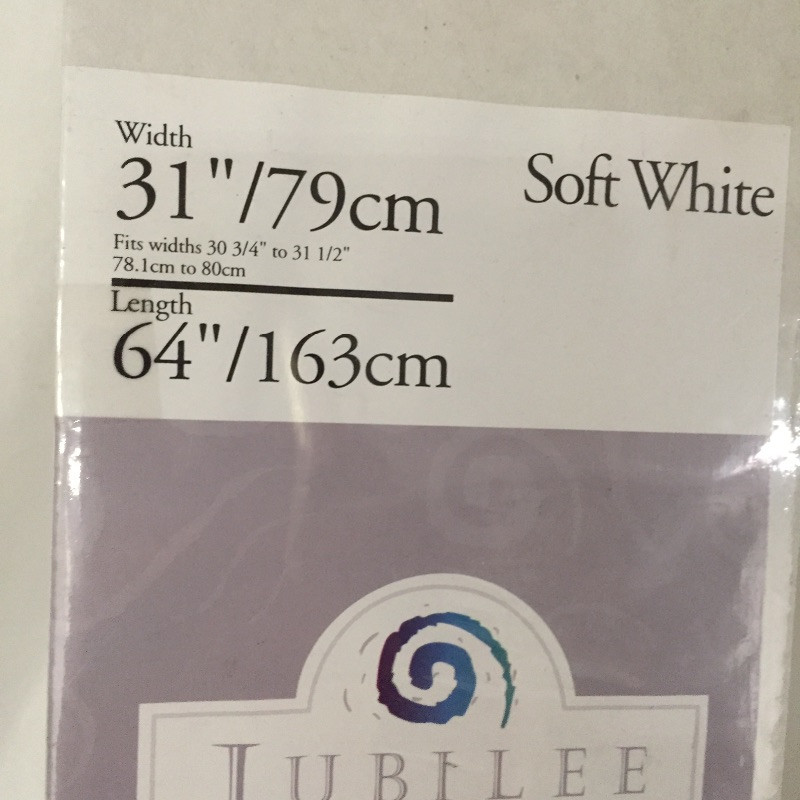 Width
31"/79cm
Fits widths 30 3/4" to 31 1/2"
78.1cm to 80cm
Length
64"/163cm
Soft White
JUBILEE